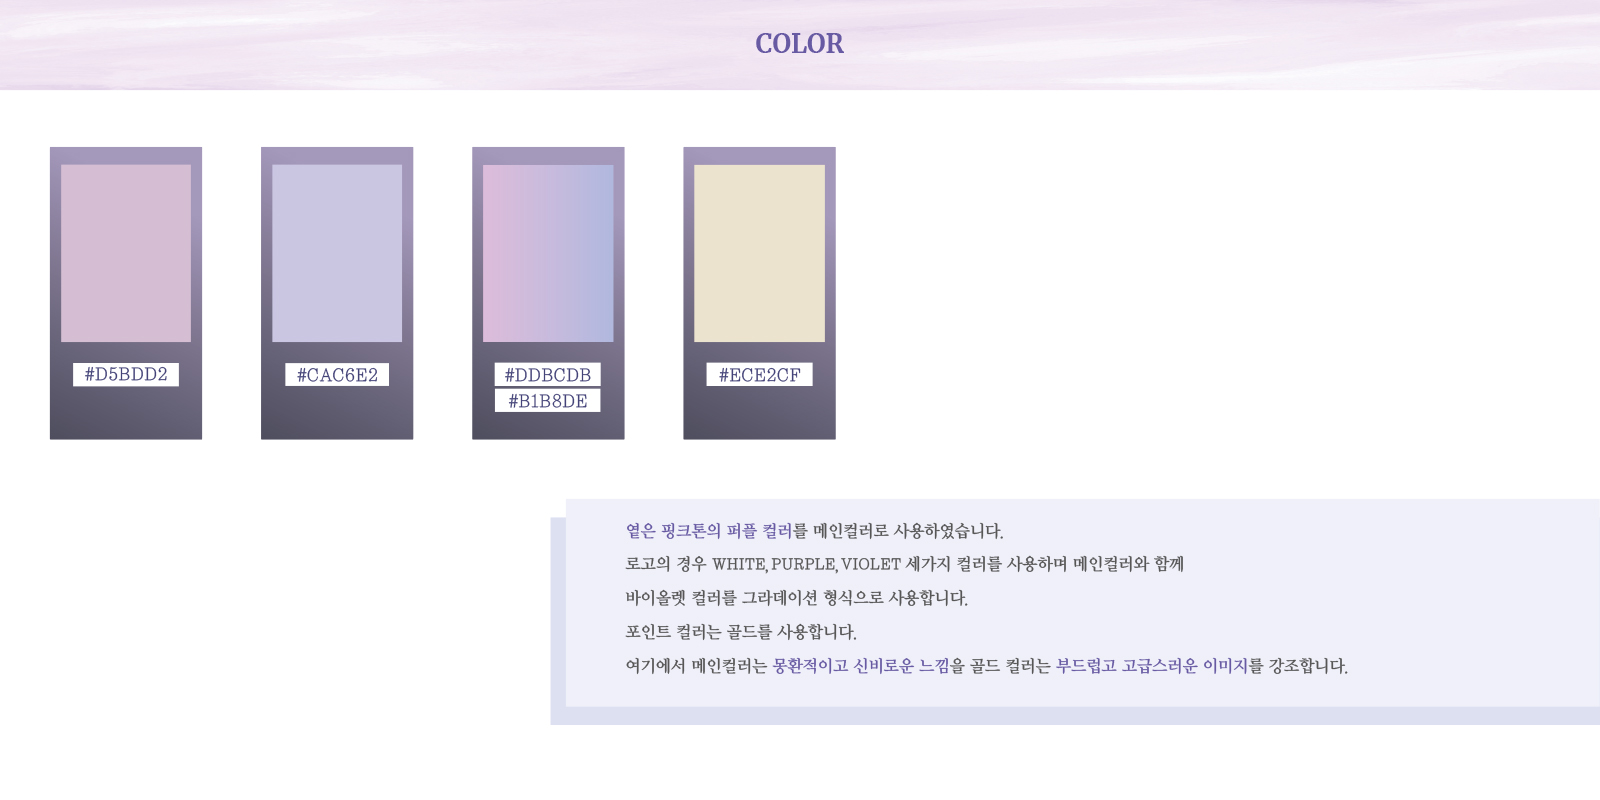 COLOR
#D5BDD2
#CAC6E2
#DDBCDB
#B1B8DE
#ECE2CF
옅은 핑크톤의 퍼플 컬러를 메인컬러로 사용하였습니다.
로고의 경우 WHITE, PURPLE, VIOLET 세가지 컬러를 사용하며 메인컬러와 함께
바이올렛 컬러를 그라데이션 형식으로 사용합니다.
포인트 컬러는 골드를 사용합니다.
여기에서 메인컬러는 몽환적이고 신비로운 느낌을 골드 컬러는 부드럽고 고급스러운 이미지를 강조합니다.